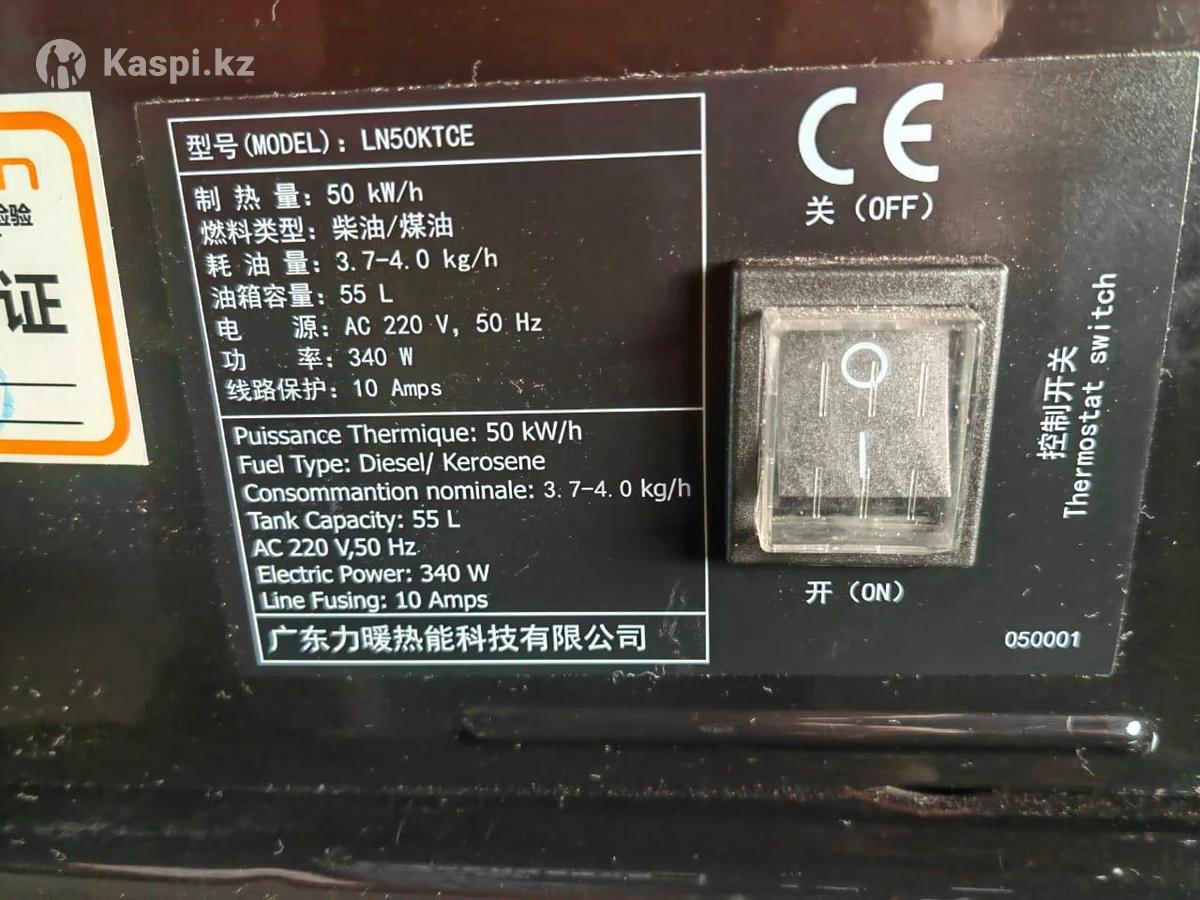 Kaspi.kz
证
型号(MODEL): LN50KTCE
制 热 量: 50 kW/h
燃料类型: 柴油/煤油
耗 油 量: 3.7-4.0 kg/h
油箱容量: 55 L
电 源: AC 220 V, 50 Hz
功 率: 340 W
线路保护: 10 Amps
Puissance Thermique: 50 kW/h
Fuel Type: Diesel/ Kerosene
Consommantion nominale: 3.7-4.0 kg/h
Tank Capacity: 55 L
AC 220 V,50 Hz
Electric Power: 340 W
Line Fusing: 10 Amps
广东力暖热能科技有限公司
CE
关 (OFF)
开 (ON)
控制开关
Thermostat switch
050001